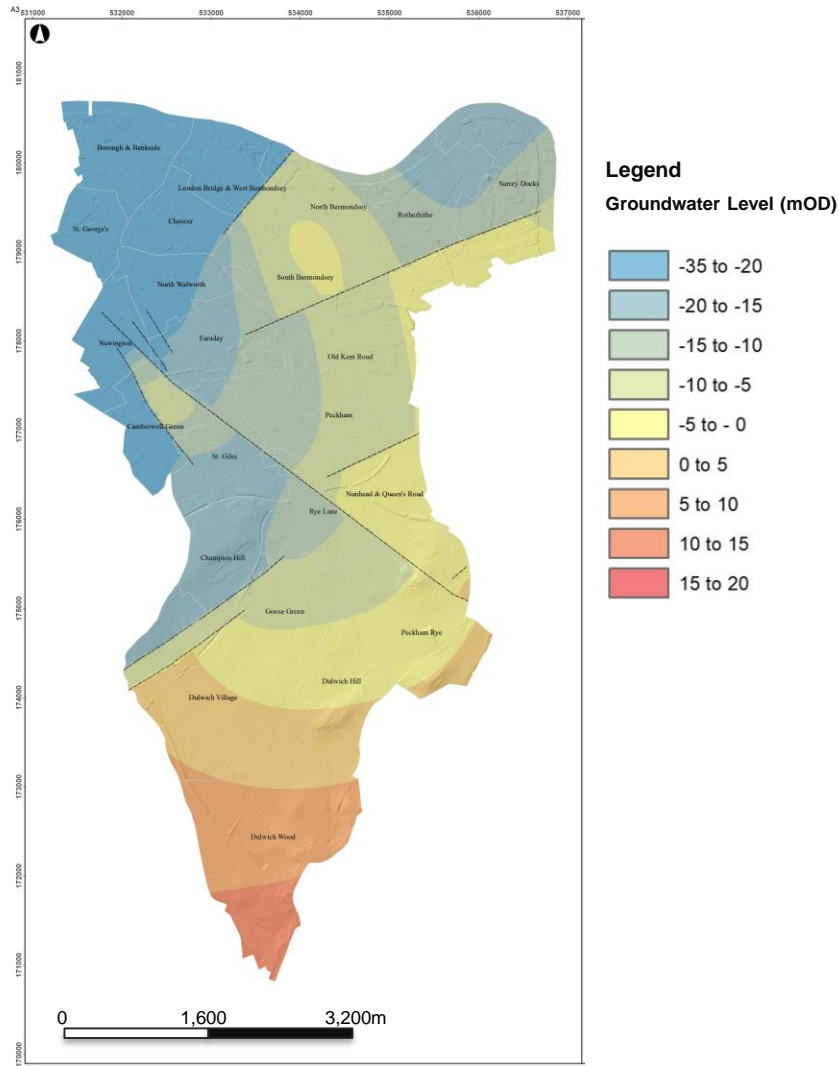 A3
531000 532000 533000 534000 535000 536000 537000
181000
180000
179000
178000
177000
176000
175000
174000
173000
172000
171000
170000
Borough & Bankside
London Bridge & West Bermondsey
Surrey Docks
St. George's
Chaucer
North Bermondsey
Rotherhithe
North Walworth
South Bermondsey
Newington
Faraday
Old Kent Road
Camberwell Green
Peckham
St. Giles
Nunhead & Queen's Road
Rye Lane
Champion Hill
Goose Green
Peckham Rye
Dulwich Hill
Dulwich Village
Dulwich Wood
0 1,600 3,200m
Legend
Groundwater Level (mOD)
-35 to -20
-20 to -15
-15 to -10
-10 to -5
-5 to - 0
0 to 5
5 to 10
10 to 15
15 to 20